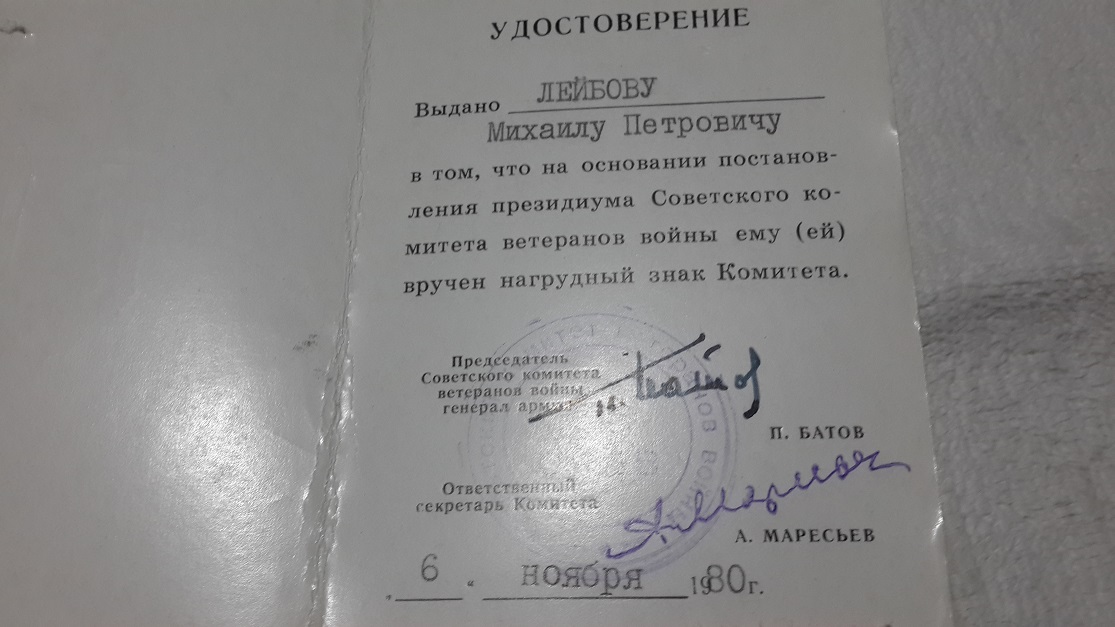 УДОСТОВЕРЕНИЕ
Выдано ЛЕЙБОВУ
Михаилу Петровичу
в том, что на основании постанов-
ления президиума Советского ко-
митета ветеранов войны ему (ей)
вручен нагрудный знак Комитета.
Председатель
Советского комитета
ветеранов войны
генерал армии
П. БАТОВ
Ответственный
секретарь Комитета
А. МАРЕСЬЕВ
„ 6 “ ноября 1980г.